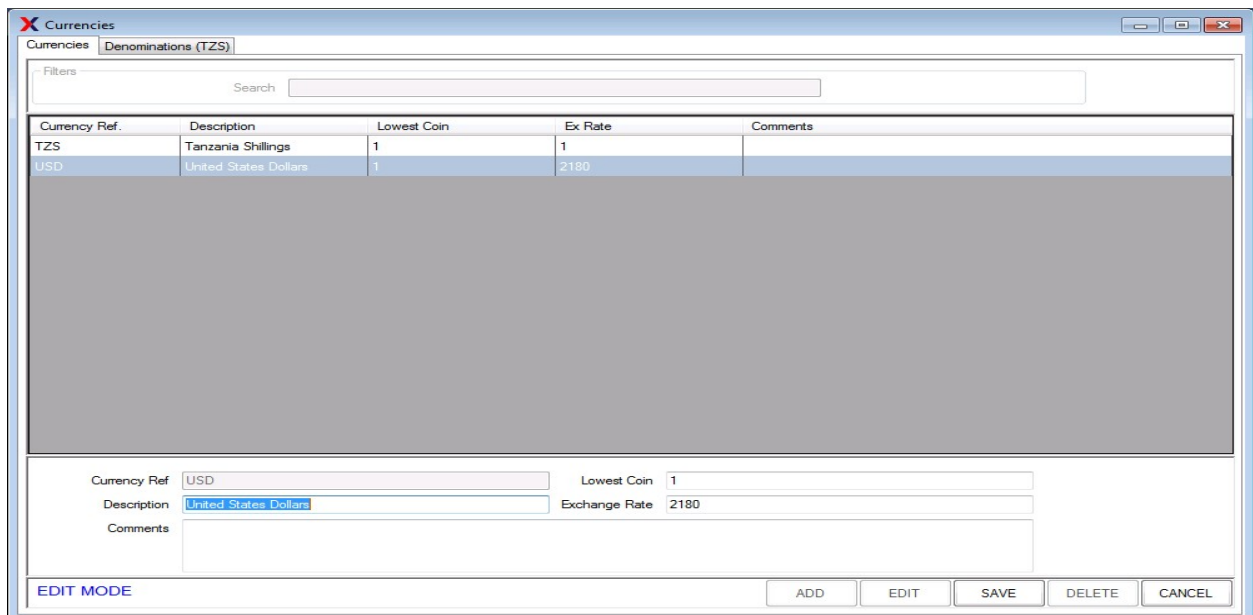 Currencies
Currencies Denominations (TZS)
Filters
Search
Currency Ref. Description Lowest Coin Ex Rate Comments
TZS Tanzania Shillings 1 1
USD United States Dollars 1 2180
Currency Ref USD Lowest Coin 1
Description United States Dollars Exchange Rate 2180
Comments
EDIT MODE ADD EDIT SAVE DELETE CANCEL